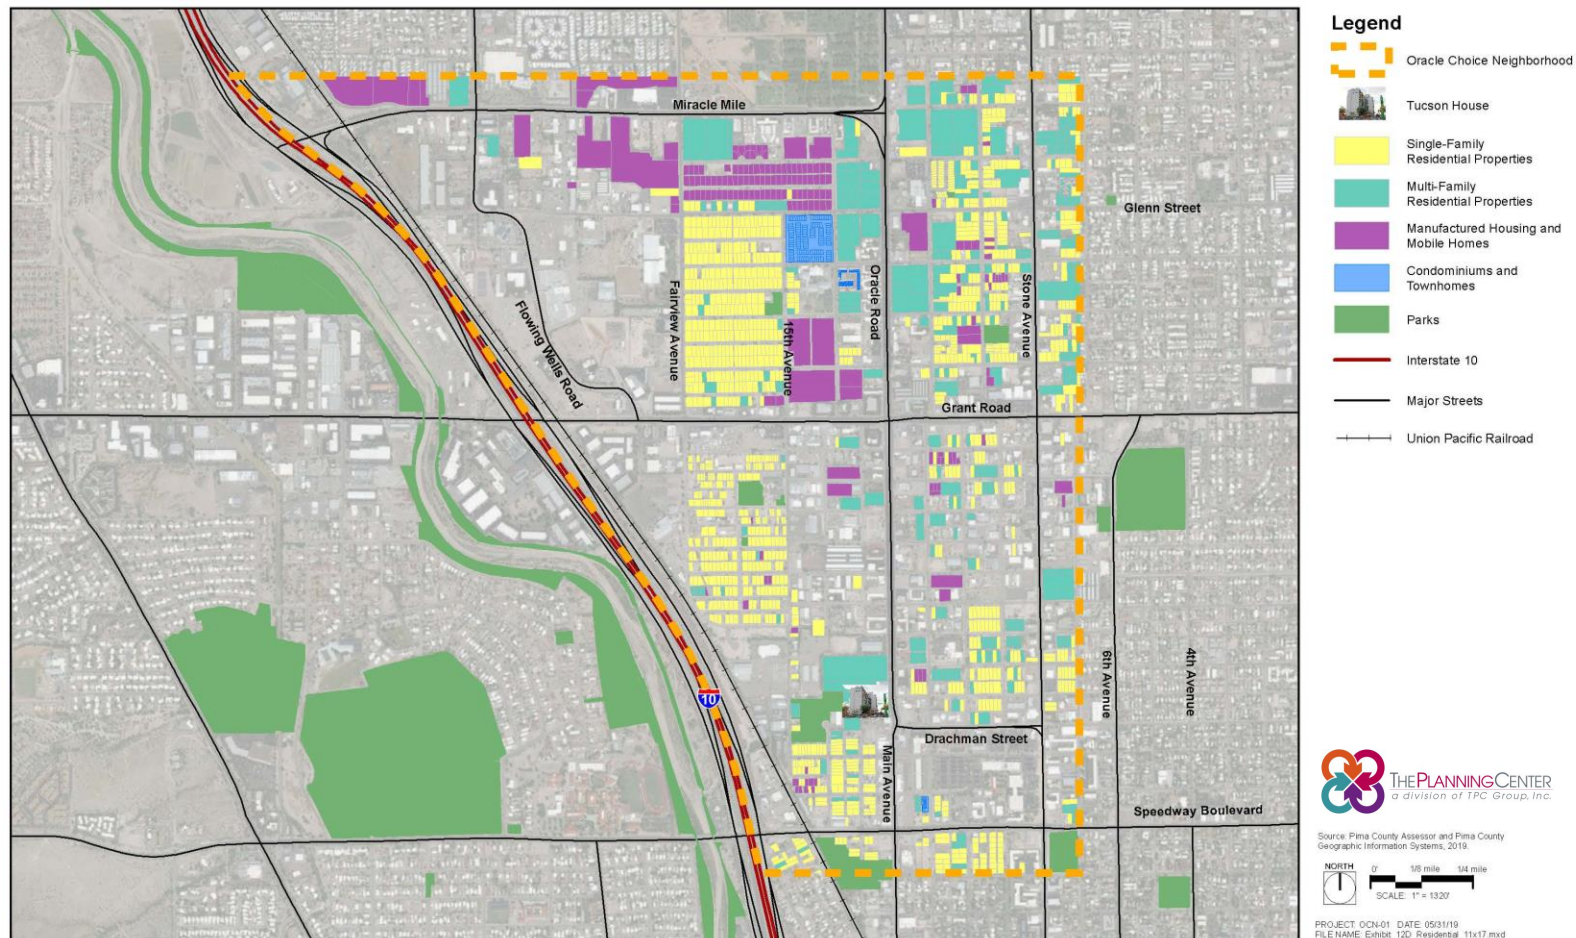 Legend
Oracle Choice Neighborhood
Tucson House
Single-Family
Residential Properties
Multi-Family
Residential Properties
Manufactured Housing and
Mobile Homes
Condominiums and
Townhomes
Parks
Interstate 10
Major Streets
Union Pacific Railroad
Miracle Mile
Glenn Street
Flowing Wells Road
Fairview Avenue
15th Avenue
Oracle Road
Stone Avenue
Grant Road
10
6th Avenue
4th Avenue
Drachman Street
Main Avenue
Speedway Boulevard
THEPLANNINGCENTER
a division of TPC Group, Inc.
Source: Pima County Assessor and Pima County
Geographic Information Systems, 2019.
NORTH
0' 1/8 mile 1/4 mile
SCALE: 1" = 1320'
PROJECT: OCN-01 DATE: 05/31/19
FILE NAME: Exhibit_12D_Residential_11x17.mxd